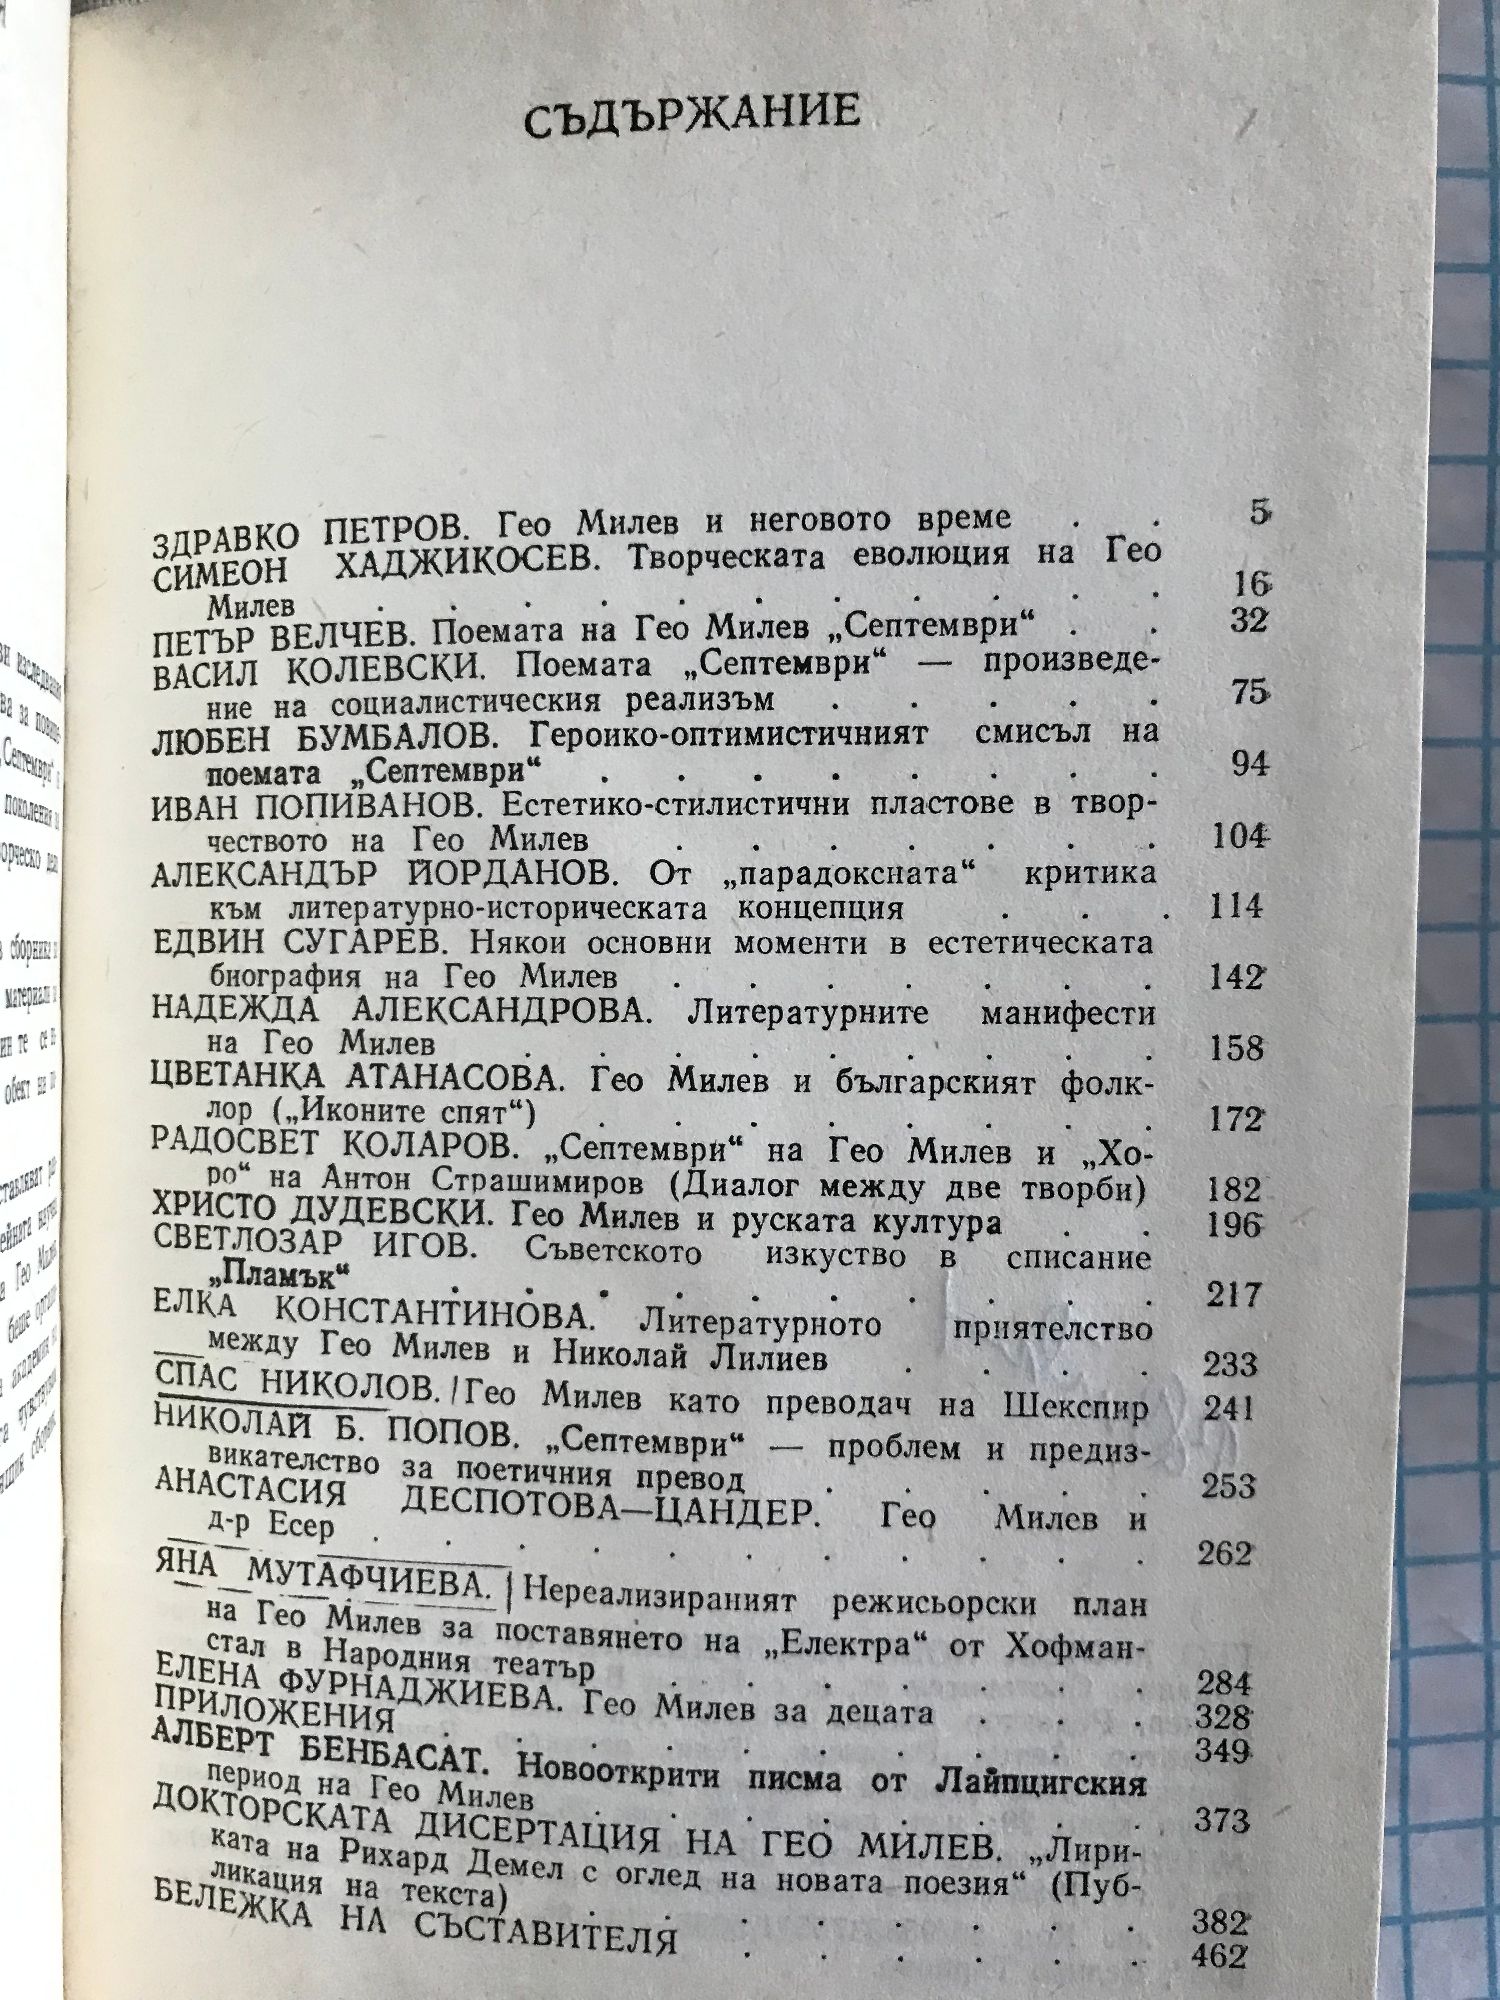 СЪДЪРЖАНИЕ
ЗДРАВКО ПЕТРОВ. Гео Милев и неговото време . . 5
СИМЕОН ХАДЖИКОСЕВ. Творческата еволюция на Гео
Милев . . . . . . . . . . . 16
ПЕТЪР ВЕЛЧЕВ. Поемата на Гео Милев „Септември“ . . 32
ВАСИЛ КОЛЕВСКИ. Поемата „Септември“ — произведе-
ние на социалистическия реализъм . . . . . 75
ЛЮБЕН БУМБАЛОВ. Героико-оптимистичният смисъл на
поемата „Септември“ . . . . . . . . 94
ИВАН ПОПИВАНОВ. Естетико-стилистични пластове в твор-
чеството на Гео Милев . . . . . . . 104
АЛЕКСАНДЪР ЙОРДАНОВ. От „парадоксната“ критика
към литературно-историческата концепция . . . 114
ЕДВИН СУГАРЕВ. Някои основни моменти в естетическата
биография на Гео Милев . . . . . . . 142
НАДЕЖДА АЛЕКСАНДРОВА. Литературните манифести
на Гео Милев . . . . . . . . . 158
ЦВЕТАНКА АТАНАСОВА. Гео Милев и българският фолк-
лор („Иконите спят“) . . . . . . . . 172
РАДОСВЕТ КОЛАРОВ. „Септември“ на Гео Милев и „Хо-
ро“ на Антон Страшимиров (Диалог между две творби) 182
ХРИСТО ДУДЕВСКИ. Гео Милев и руската култура . . 196
СВЕТЛОЗАР ИГОВ. Съветското изкуство в списание
„Пламък“ . . . . . . . . . . 217
ЕЛКА КОНСТАНТИНОВА. Литературното приятелство
между Гео Милев и Николай Лилиев . . . . 233
СПАС НИКОЛОВ. Гео Милев като преводач на Шекспир 241
НИКОЛАЙ Б. ПОПОВ. „Септември“ — проблем и предиз-
викателство за поетичния превод . . . . . 253
АНАСТАСИЯ ДЕСПОТОВА—ЦАНДЕР. Гео Милев и
д-р Есер . . . . . . . . . . . 262
ЯНА МУТАФЧИЕВА. Нереализираният режисьорски план
на Гео Милев за поставянето на „Електра“ от Хофман-
стал в Народния театър . . . . . . . 284
ЕЛЕНА ФУРНАДЖИЕВА. Гео Милев за децата . . . 328
ПРИЛОЖЕНИЯ . . . . . . . . . . 349
АЛБЕРТ БЕНБАСАТ. Новооткрити писма от Лайпцигския
период на Гео Милев . . . . . . . . 373
ДОКТОРСКАТА ДИСЕРТАЦИЯ НА ГЕО МИЛЕВ. „Лири-
ката на Рихард Демел с оглед на новата поезия“ (Пуб-
ликация на текста) . . . . . . . . 382
БЕЛЕЖКА НА СЪСТАВИТЕЛЯ . . . . . . 462